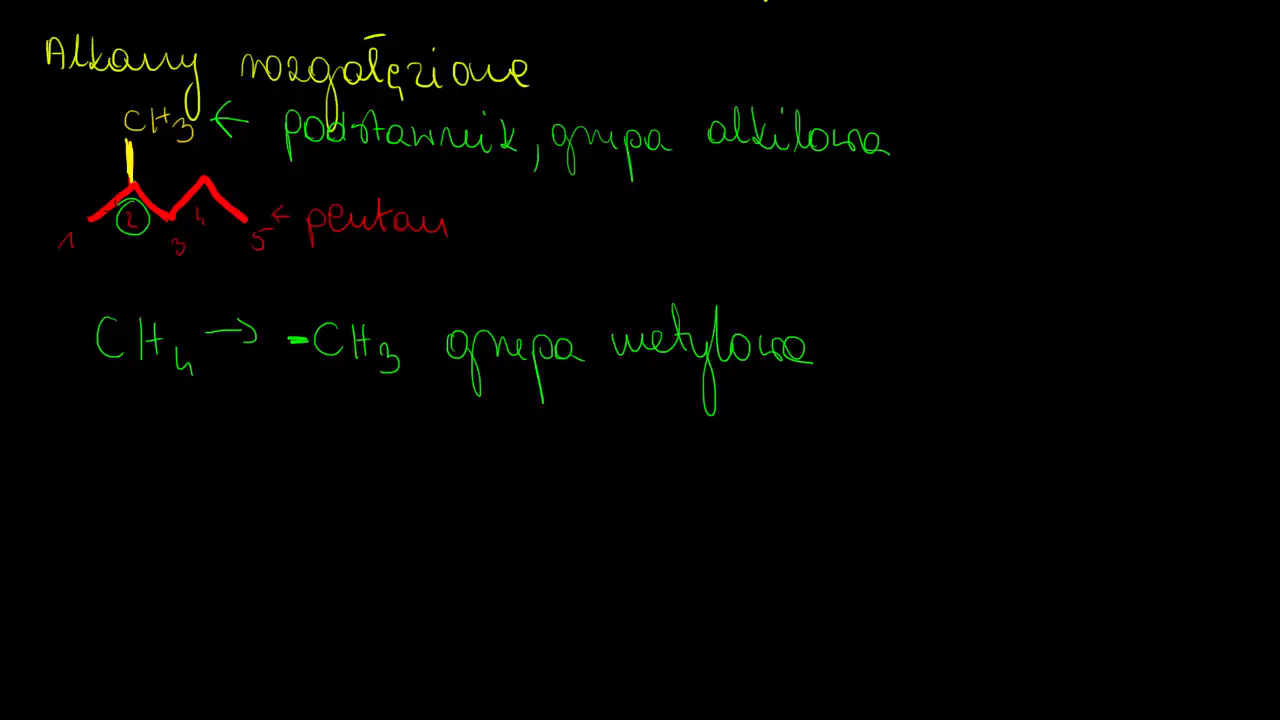 Alkany rozgałęzione
CH3 ← podstawnik, grupa alkilowa
1 2 3 4 5 ← pentan
CH4 → -CH3 grupa metylowa